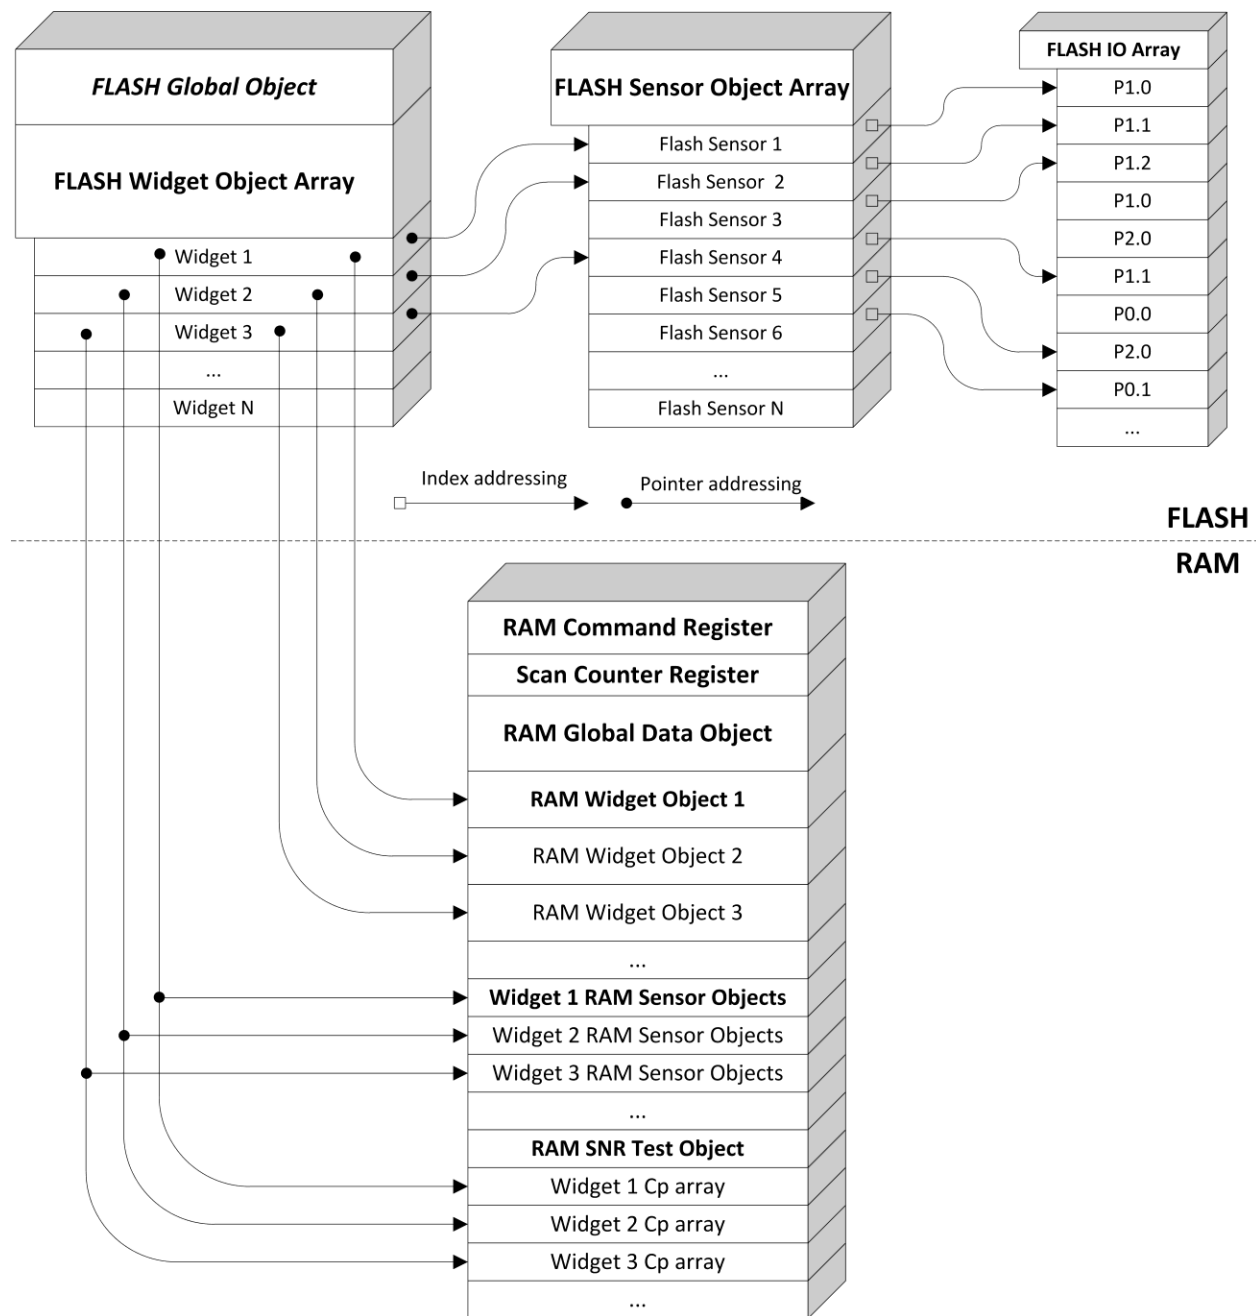 FLASH Global Object
FLASH Widget Object Array
Widget 1
Widget 2
Widget 3
...
Widget N
FLASH Sensor Object Array
Flash Sensor 1
Flash Sensor 2
Flash Sensor 3
Flash Sensor 4
Flash Sensor 5
Flash Sensor 6
...
Flash Sensor N
FLASH IO Array
P1.0
P1.1
P1.2
P1.0
P2.0
P1.1
P0.0
P2.0
P0.1
...
Index addressing
Pointer addressing
FLASH
RAM
RAM Command Register
Scan Counter Register
RAM Global Data Object
RAM Widget Object 1
RAM Widget Object 2
RAM Widget Object 3
...
Widget 1 RAM Sensor Objects
Widget 2 RAM Sensor Objects
Widget 3 RAM Sensor Objects
...
RAM SNR Test Object
Widget 1 Cp array
Widget 2 Cp array
Widget 3 Cp array
...